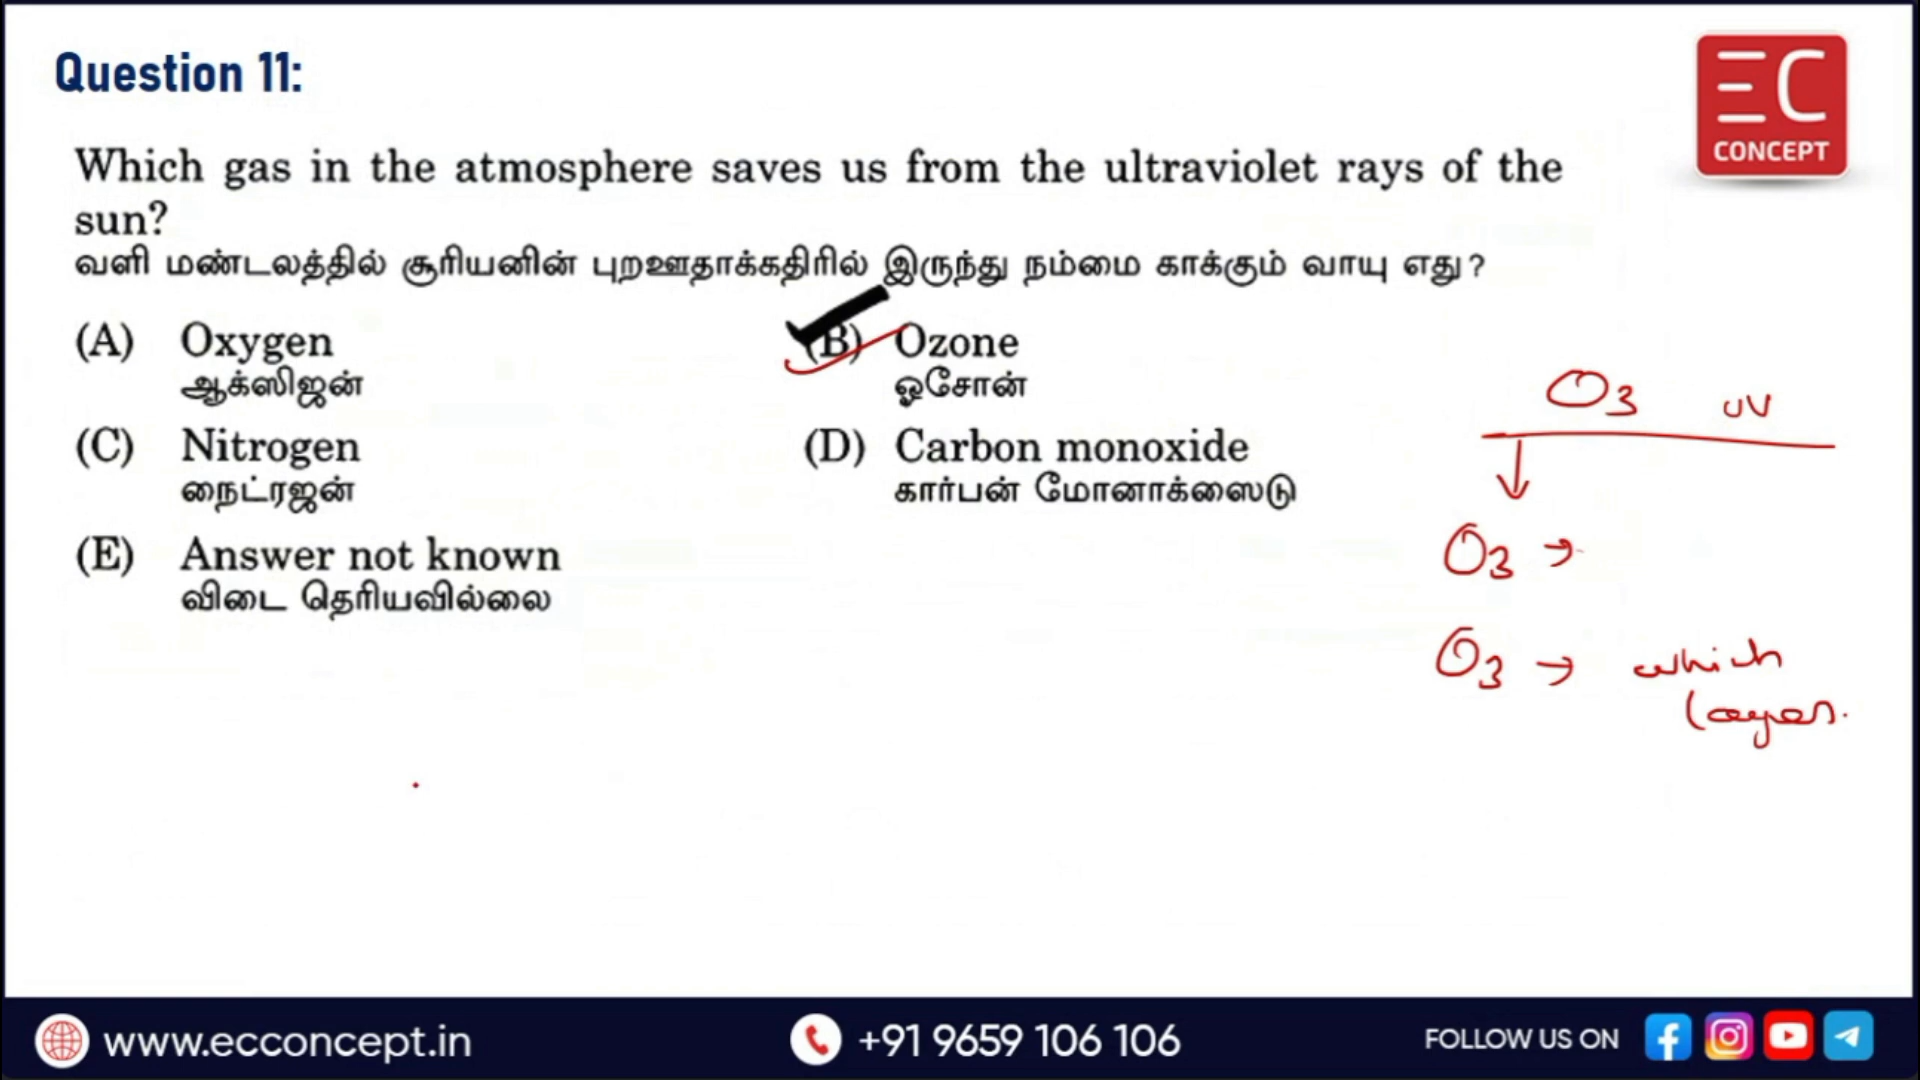 Question 11:
EC
CONCEPT
Which gas in the atmosphere saves us from the ultraviolet rays of the
sun?
வளி மண்டலத்தில் சூரியனின் புறஊதாக்கதிரில் இருந்து நம்மை காக்கும் வாயு எது?
(A) Oxygen
ஆக்ஸிஜன்
(B) Ozone
ஓசோன்
(C) Nitrogen
நைட்ரஜன்
(D) Carbon monoxide
கார்பன் மோனாக்ஸைடு
(E) Answer not known
விடை தெரியவில்லை
O3 UV
O3 →
O3 → which
layer.
www.ecconcept.in
+91 9659 106 106
FOLLOW US ON